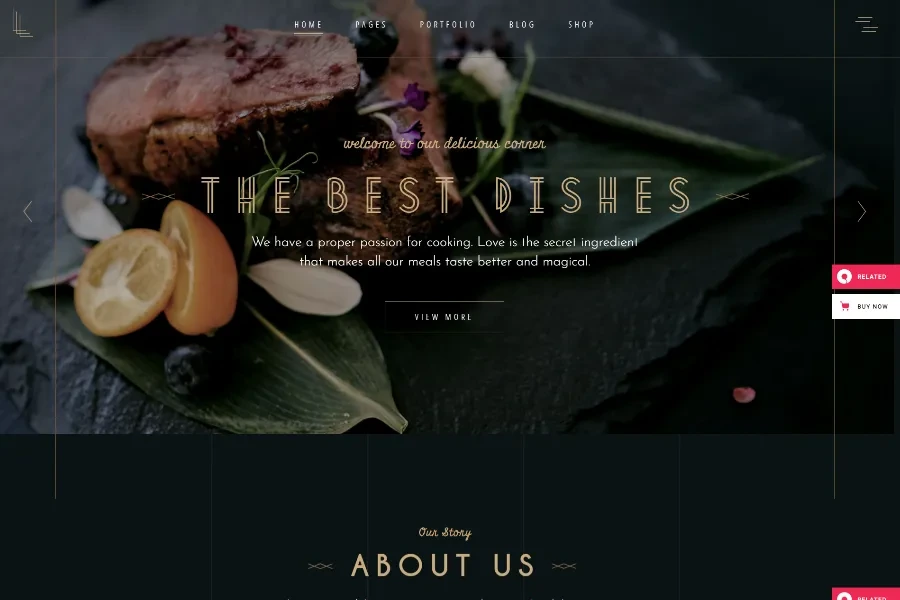 HOME PAGES PORTFOLIO BLOG SHOP
welcome to our delicious corner
THE BEST DISHES
We have a proper passion for cooking. Love is the secret ingredient
that makes all our meals taste better and magical.
VIEW MORE
RELATED
BUY NOW
Our Story
ABOUT US
RELATED